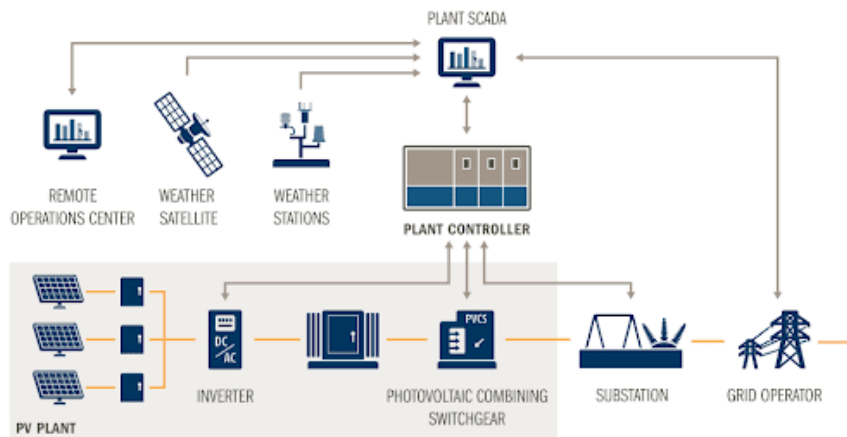 PLANT SCADA
REMOTE
OPERATIONS CENTER
WEATHER
SATELLITE
WEATHER
STATIONS
PLANT CONTROLLER
DC/
AC
INVERTER
PVCS
PHOTOVOLTAIC COMBINING
SWITCHGEAR
SUBSTATION
GRID OPERATOR
PV PLANT